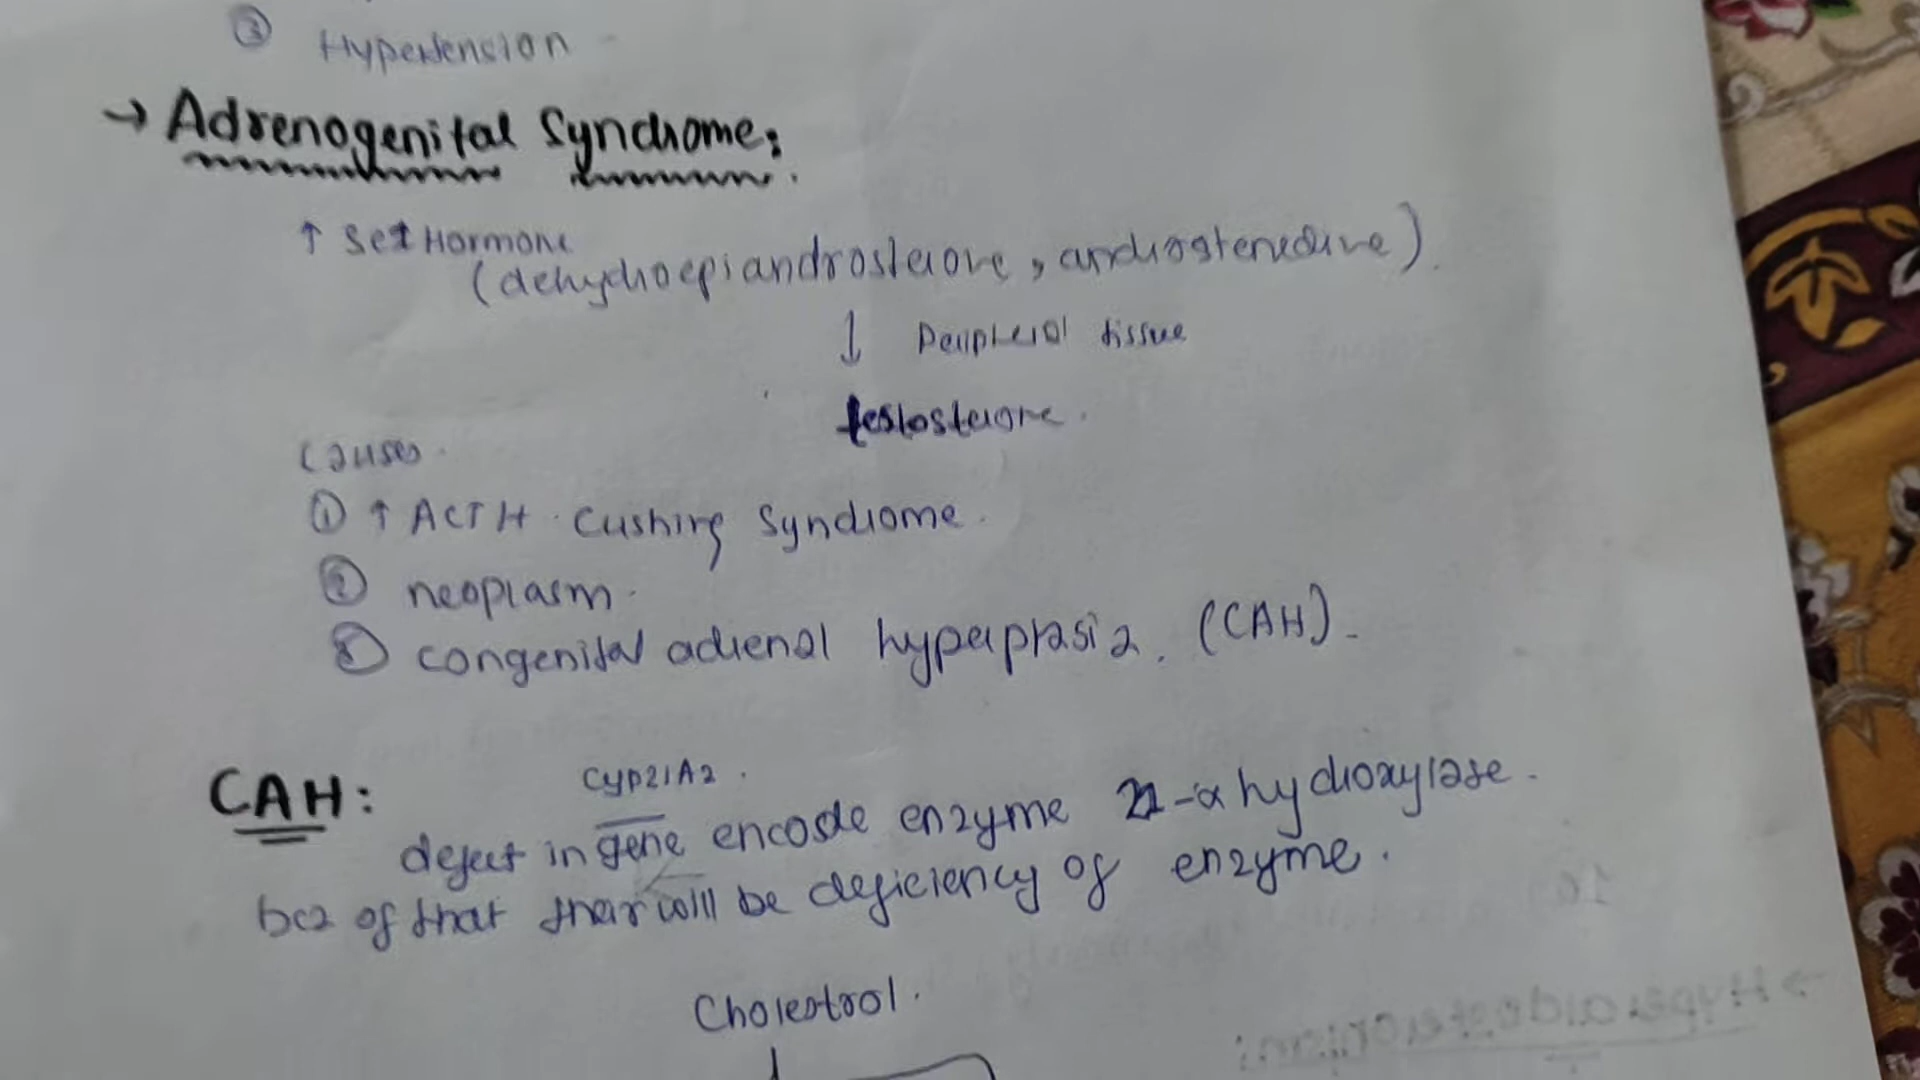 ③ Hypertension
→ Adrenogenital Syndrome:
↑ Sex Hormone
(dehydroepiandrosterone, androstenedione)
↓ Peripheral tissue
testosterone.
Causes.
① ↑ ACTH. Cushing Syndrome.
② neoplasm.
③ congenital adrenal hyperplasia. (CAH).
CYP21A2.
CAH:
defect in gene encode enzyme 21-α hydroxylase.
bcz of that their will be deficiency of enzyme.
Cholestrol.
→ Hyperaldosteronism: